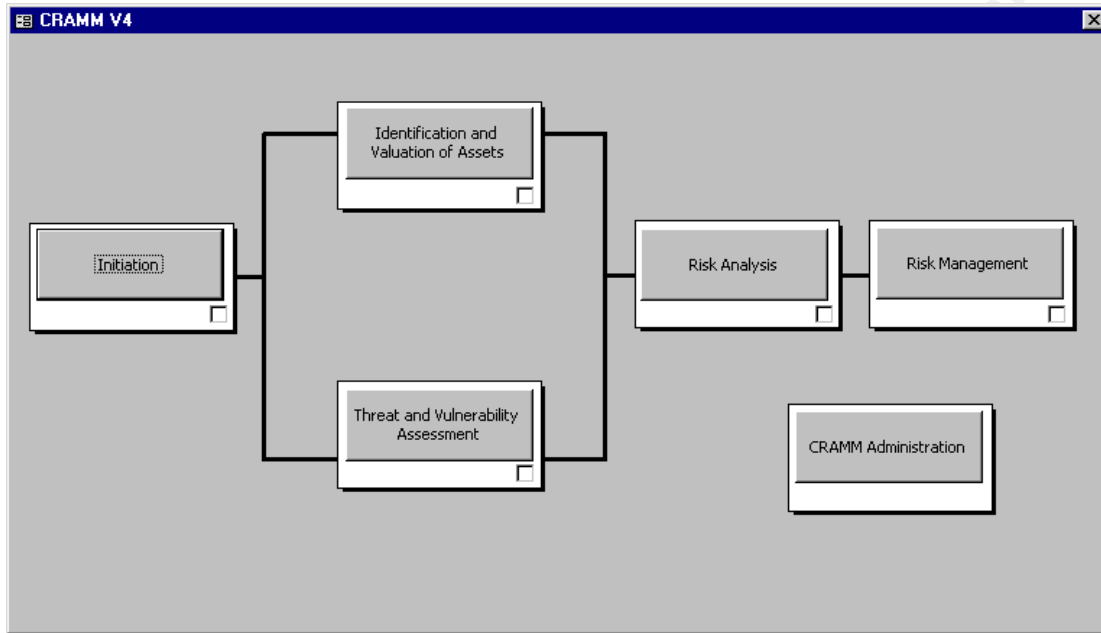 CRAMM V4
Identification and
Valuation of Assets
Initiation
Risk Analysis
Risk Management
Threat and Vulnerability
Assessment
CRAMM Administration